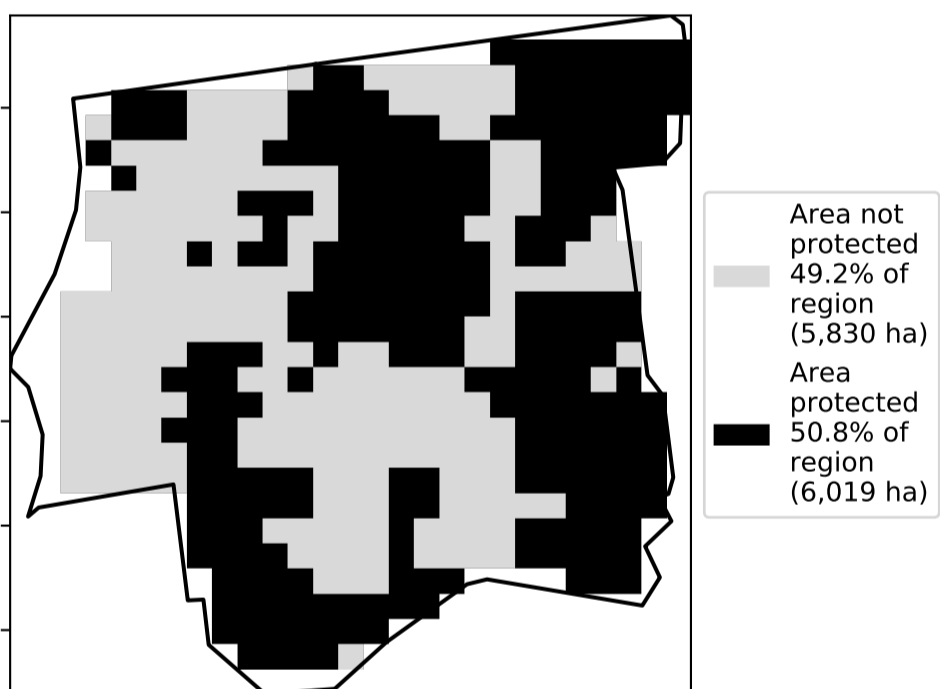 Area not
protected
49.2% of
region
(5,830 ha)
Area
protected
50.8% of
region
(6,019 ha)